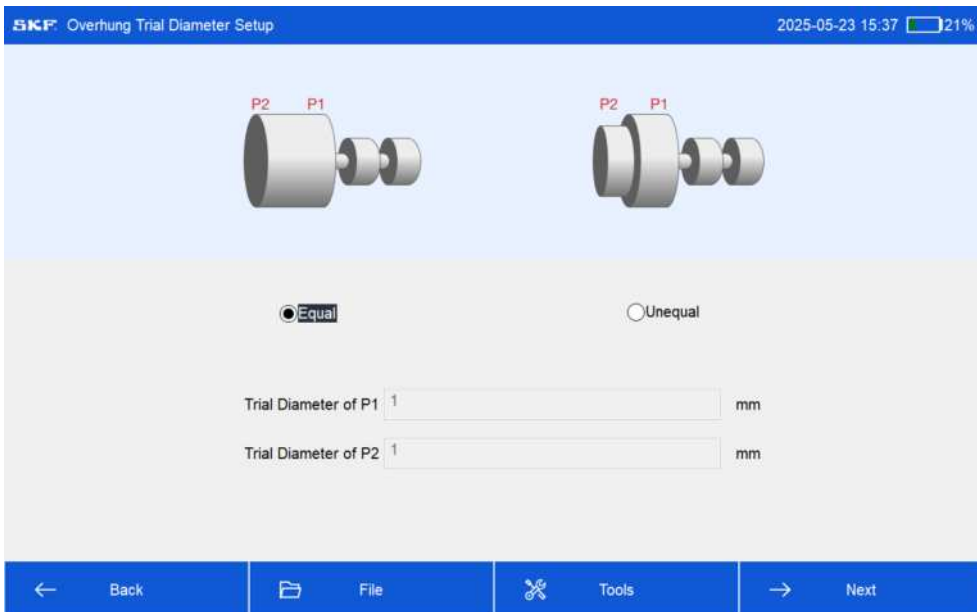 SKF. Overhung Trial Diameter Setup 2025-05-23 15:37 21%
P2 P1 P2 P1
Equal Unequal
Trial Diameter of P1 1 mm
Trial Diameter of P2 1 mm
Back File Tools Next